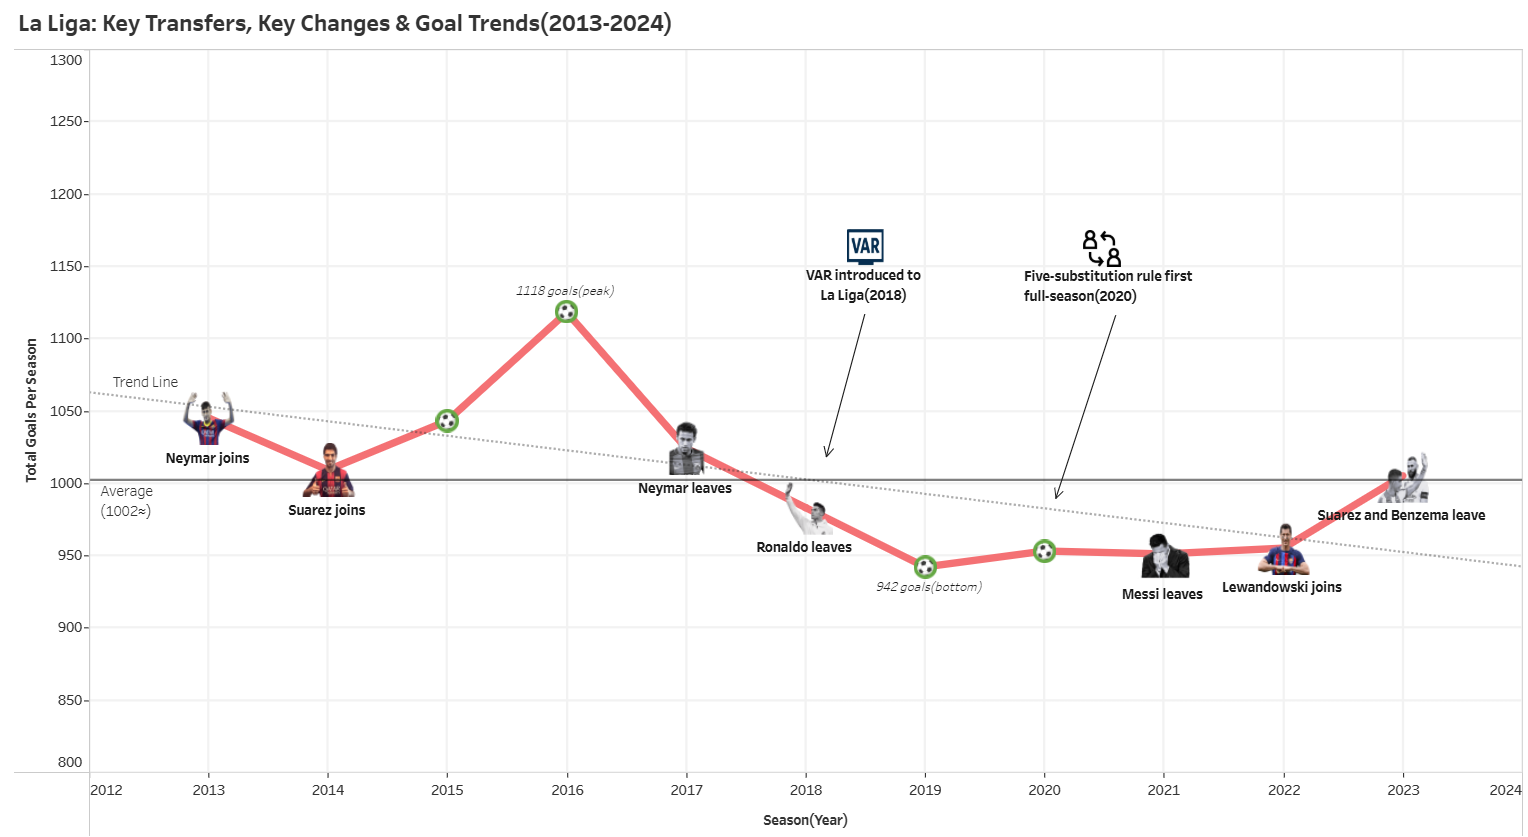 La Liga: Key Transfers, Key Changes & Goal Trends(2013-2024)
1300
1250
1200
1150
1100
1050
1000
950
900
850
800
Total Goals Per Season
Trend Line
Average
(1002≈)
Neymar joins
Suarez joins
1118 goals(peak)
Neymar leaves
VAR
VAR introduced to
La Liga(2018)
Ronaldo leaves
942 goals(bottom)
Five-substitution rule first
full-season(2020)
Messi leaves
Lewandowski joins
Suarez and Benzema leave
2012 2013 2014 2015 2016 2017 2018 2019 2020 2021 2022 2023 2024
Season(Year)